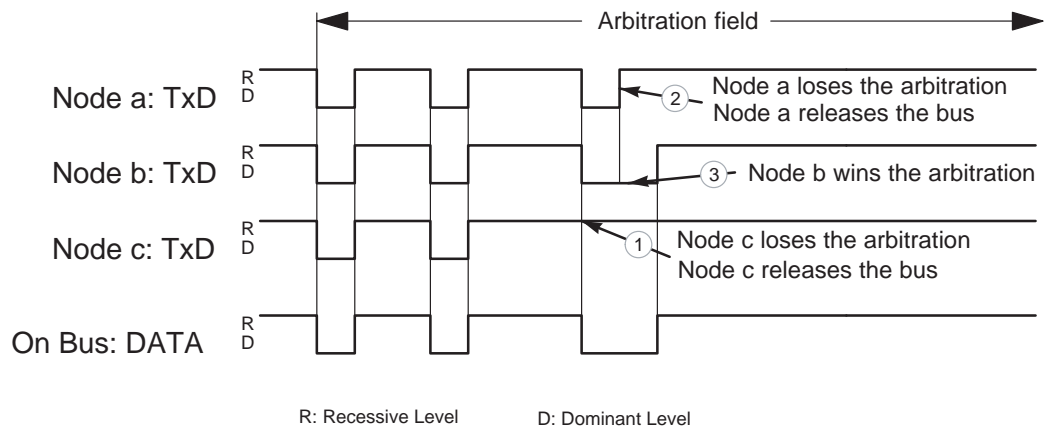 Arbitration field
Node a: TxD
R
D
2
Node a loses the arbitration
Node a releases the bus
Node b: TxD
R
D
3
Node b wins the arbitration
Node c: TxD
R
D
1
Node c loses the arbitration
Node c releases the bus
On Bus: DATA
R
D
R: Recessive Level
D: Dominant Level